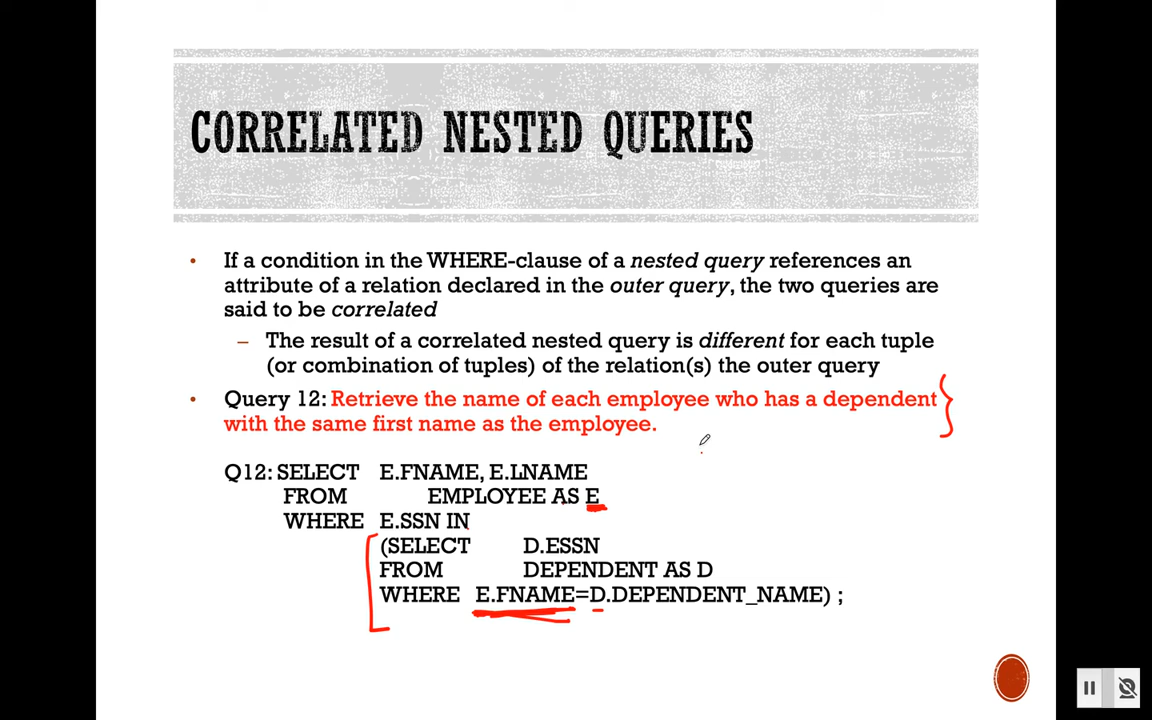 CORRELATED NESTED QUERIES
• If a condition in the WHERE-clause of a nested query references an
attribute of a relation declared in the outer query, the two queries are
said to be correlated
– The result of a correlated nested query is different for each tuple
(or combination of tuples) of the relation(s) the outer query
• Query 12: Retrieve the name of each employee who has a dependent
with the same first name as the employee.
Q12: SELECT E.FNAME, E.LNAME
FROM EMPLOYEE AS E
WHERE E.SSN IN
(SELECT D.ESSN
FROM DEPENDENT AS D
WHERE E.FNAME=D.DEPENDENT_NAME) ;